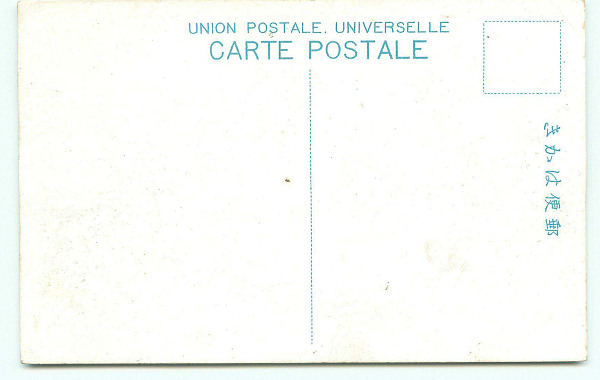 UNION POSTALE. UNIVERSELLE
CARTE POSTALE
きかは便郵